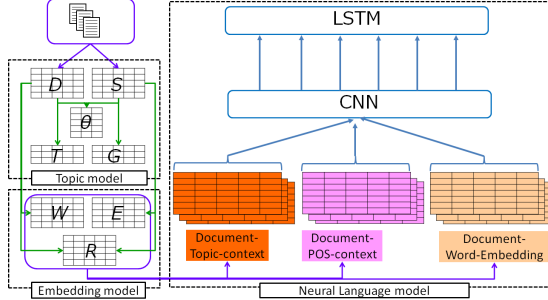 LSTM
CNN
D
S
θ
T
G
Topic model
W
E
R
Embedding model
Document-
Topic-context
Document-
POS-context
Document-
Word-Embedding
Neural Language model